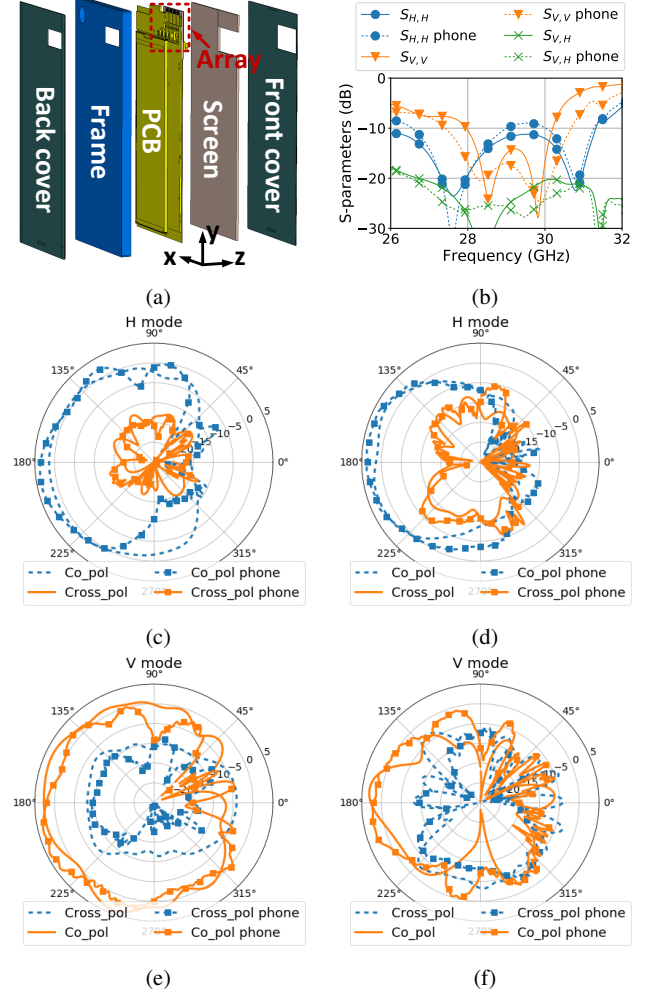 Back cover
Frame
PCB
Array
Screen
Front cover
y
x
z
(a)
S_{H,H}
S_{H,H} phone
S_{V,V}
S_{V,V} phone
S_{V,H}
S_{V,H} phone
S-parameters (dB)
−10
−20
−30
26
28
30
32
Frequency (GHz)
(b)
H mode
90°
135°
45°
180°
0°
225°
315°
5
0
−5
−10
−15
Co_pol
Cross_pol
Co_pol phone
Cross_pol phone
(c)
H mode
90°
135°
45°
180°
0°
225°
315°
5
0
−5
−10
−15
Co_pol
Cross_pol
Co_pol phone
Cross_pol phone
(d)
V mode
90°
135°
45°
180°
0°
225°
315°
5
0
−5
−10
Cross_pol
Co_pol
Cross_pol phone
Co_pol phone
(e)
V mode
90°
135°
45°
180°
0°
225°
315°
5
0
−5
−10
Cross_pol
Co_pol
Cross_pol phone
Co_pol phone
(f)